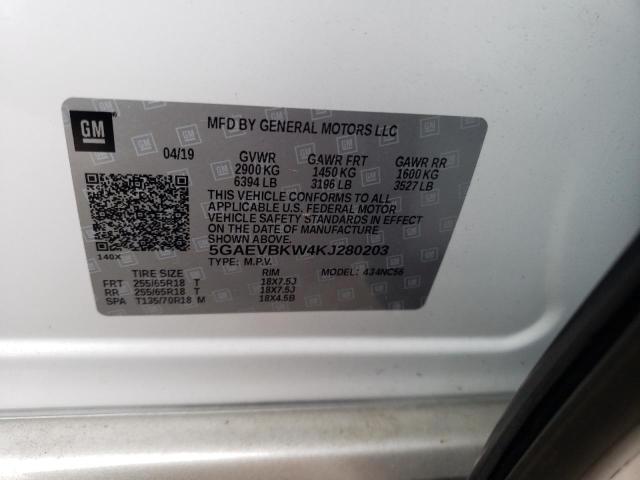 GM
MFD BY GENERAL MOTORS LLC
04/19 GVWR GAWR FRT GAWR RR
2900 KG 1450 KG 1600 KG
6394 LB 3196 LB 3527 LB
THIS VEHICLE CONFORMS TO ALL
APPLICABLE U.S. FEDERAL MOTOR
VEHICLE SAFETY STANDARDS IN EFFECT
ON THE DATE OF MANUFACTURE
SHOWN ABOVE.
5GAEVBKW4KJ280203
140X TYPE: M.P.V. MODEL: 4J4NC56
TIRE SIZE RIM
FRT 255/65R18 T 18X7.5J
RR 255/65R18 T 18X7.5J
SPA T135/70R18 M 18X4.5B